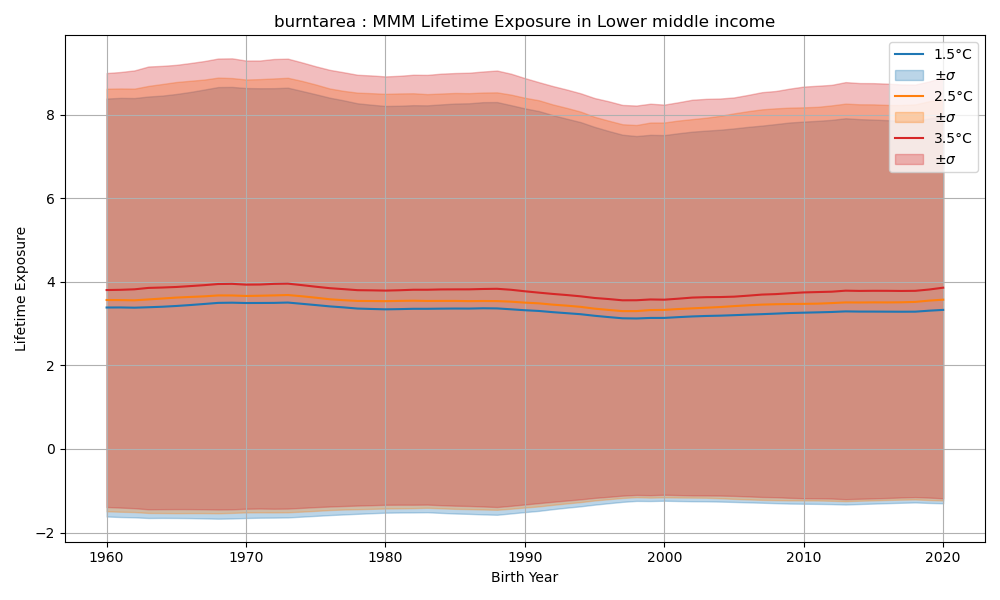 burntarea : MMM Lifetime Exposure in Lower middle income
1.5°C
±σ
2.5°C
±σ
3.5°C
±σ
Lifetime Exposure
8
6
4
2
0
−2
1960
1970
1980
1990
2000
2010
2020
Birth Year